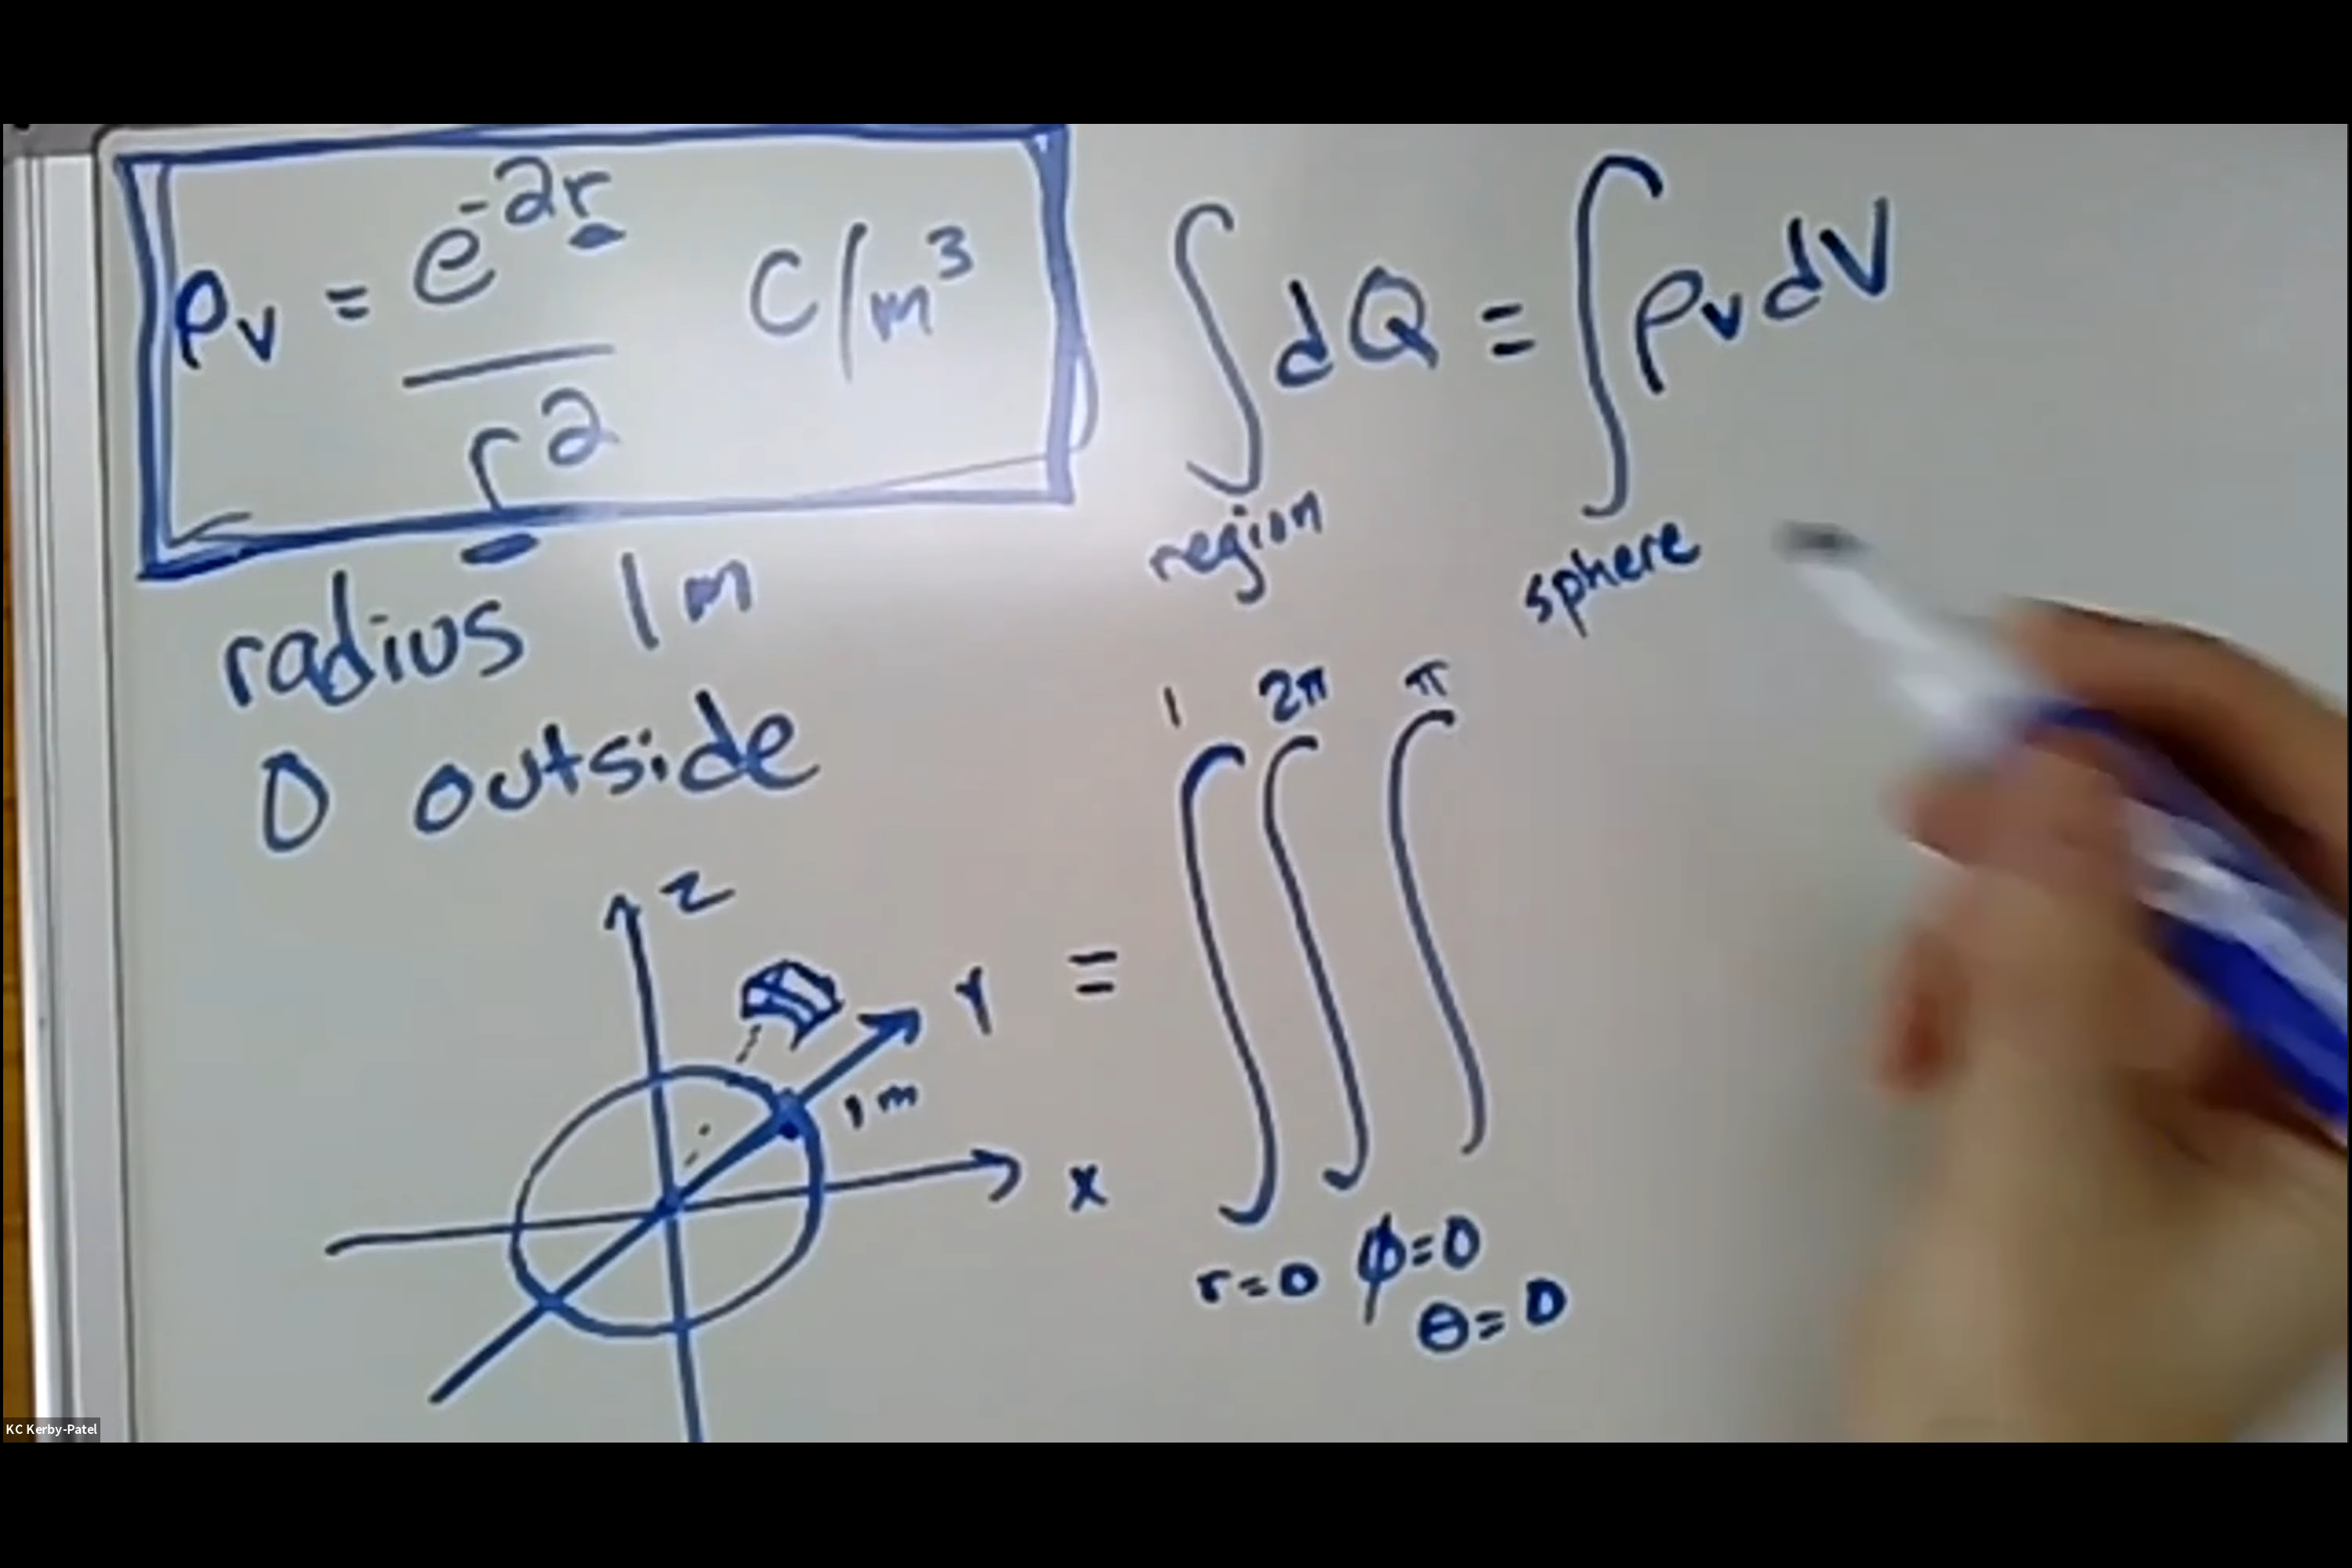 ρv = e^-2r / r^2 C/m^3
radius 1m
0 outside
z
Y
1m
x
∫ dQ = ∫ ρv dV
region sphere
= ∫ ∫ ∫
1 2π π
r=0 φ=0
θ=0
KC Kerby-Patel